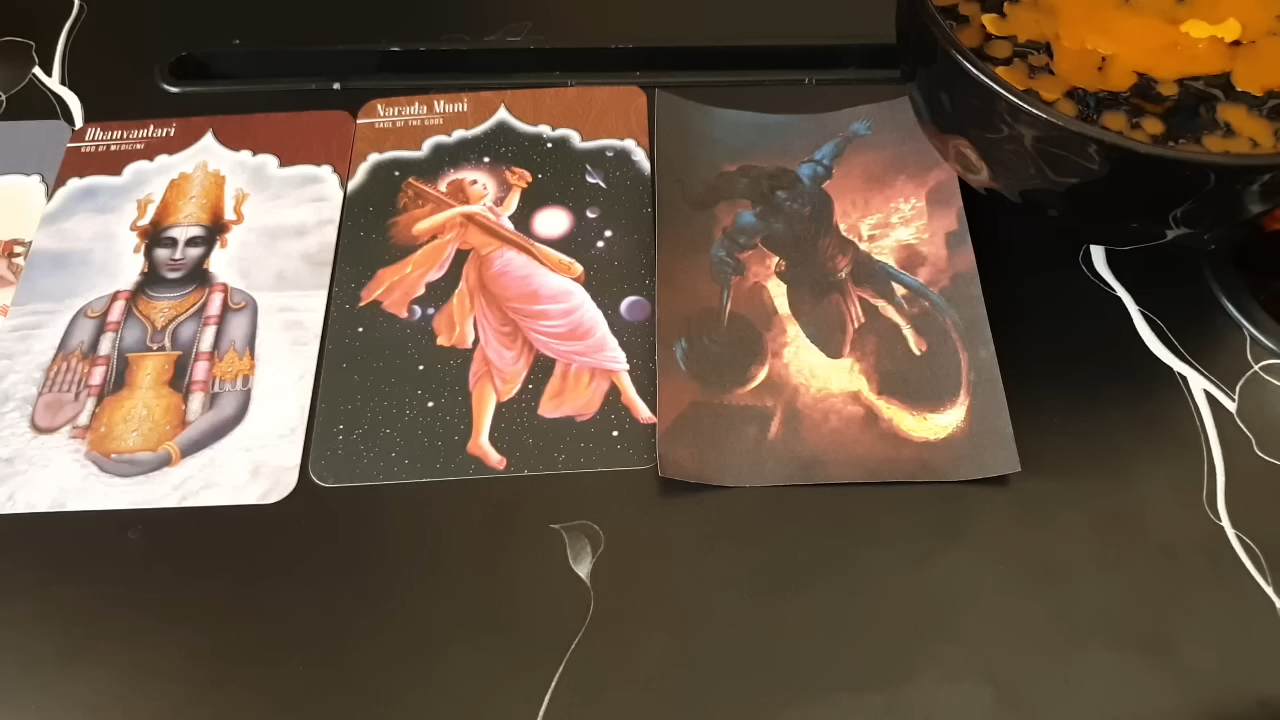 Dhanvantari
GOD OF MEDICINE
Narada Muni
SAGE OF THE GODS